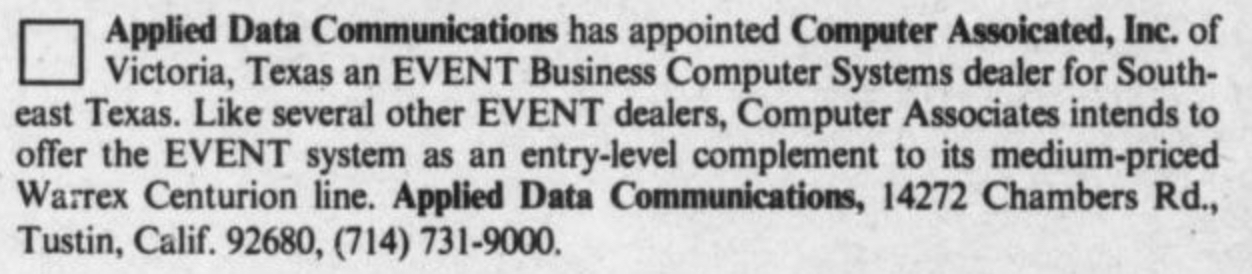 Applied Data Communications has appointed Computer Assoicated, Inc. of
Victoria, Texas an EVENT Business Computer Systems dealer for South-
east Texas. Like several other EVENT dealers, Computer Associates intends to
offer the EVENT system as an entry-level complement to its medium-priced
Warrex Centurion line. Applied Data Communications, 14272 Chambers Rd.,
Tustin, Calif. 92680, (714) 731-9000.